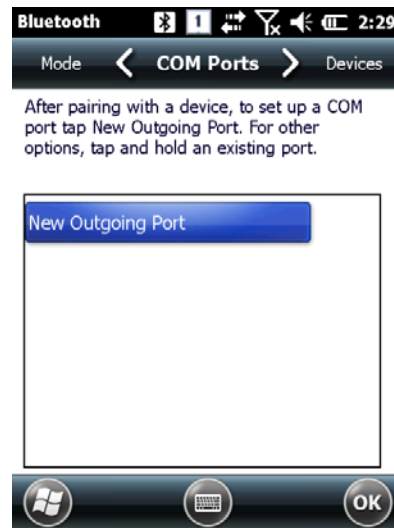 Bluetooth 1 2:29
Mode COM Ports Devices
After pairing with a device, to set up a COM
port tap New Outgoing Port. For other
options, tap and hold an existing port.
New Outgoing Port
OK